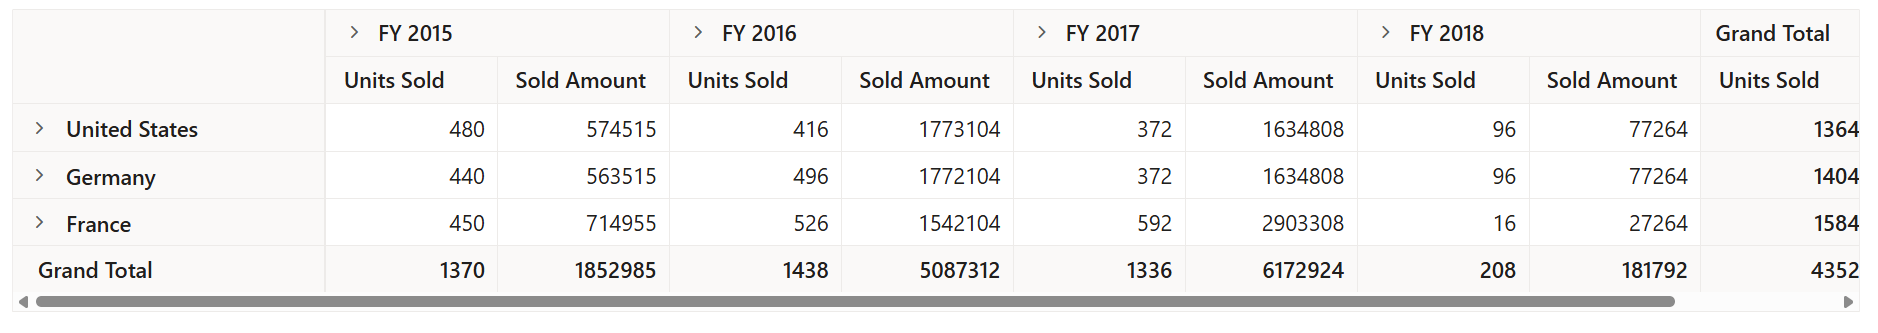 FY 2015 FY 2016 FY 2017 FY 2018 Grand Total
Units Sold Sold Amount Units Sold Sold Amount Units Sold Sold Amount Units Sold Sold Amount Units Sold
United States 480 574515 416 1773104 372 1634808 96 77264 1364
Germany 440 563515 496 1772104 372 1634808 96 77264 1404
France 450 714955 526 1542104 592 2903308 16 27264 1584
Grand Total 1370 1852985 1438 5087312 1336 6172924 208 181792 4352